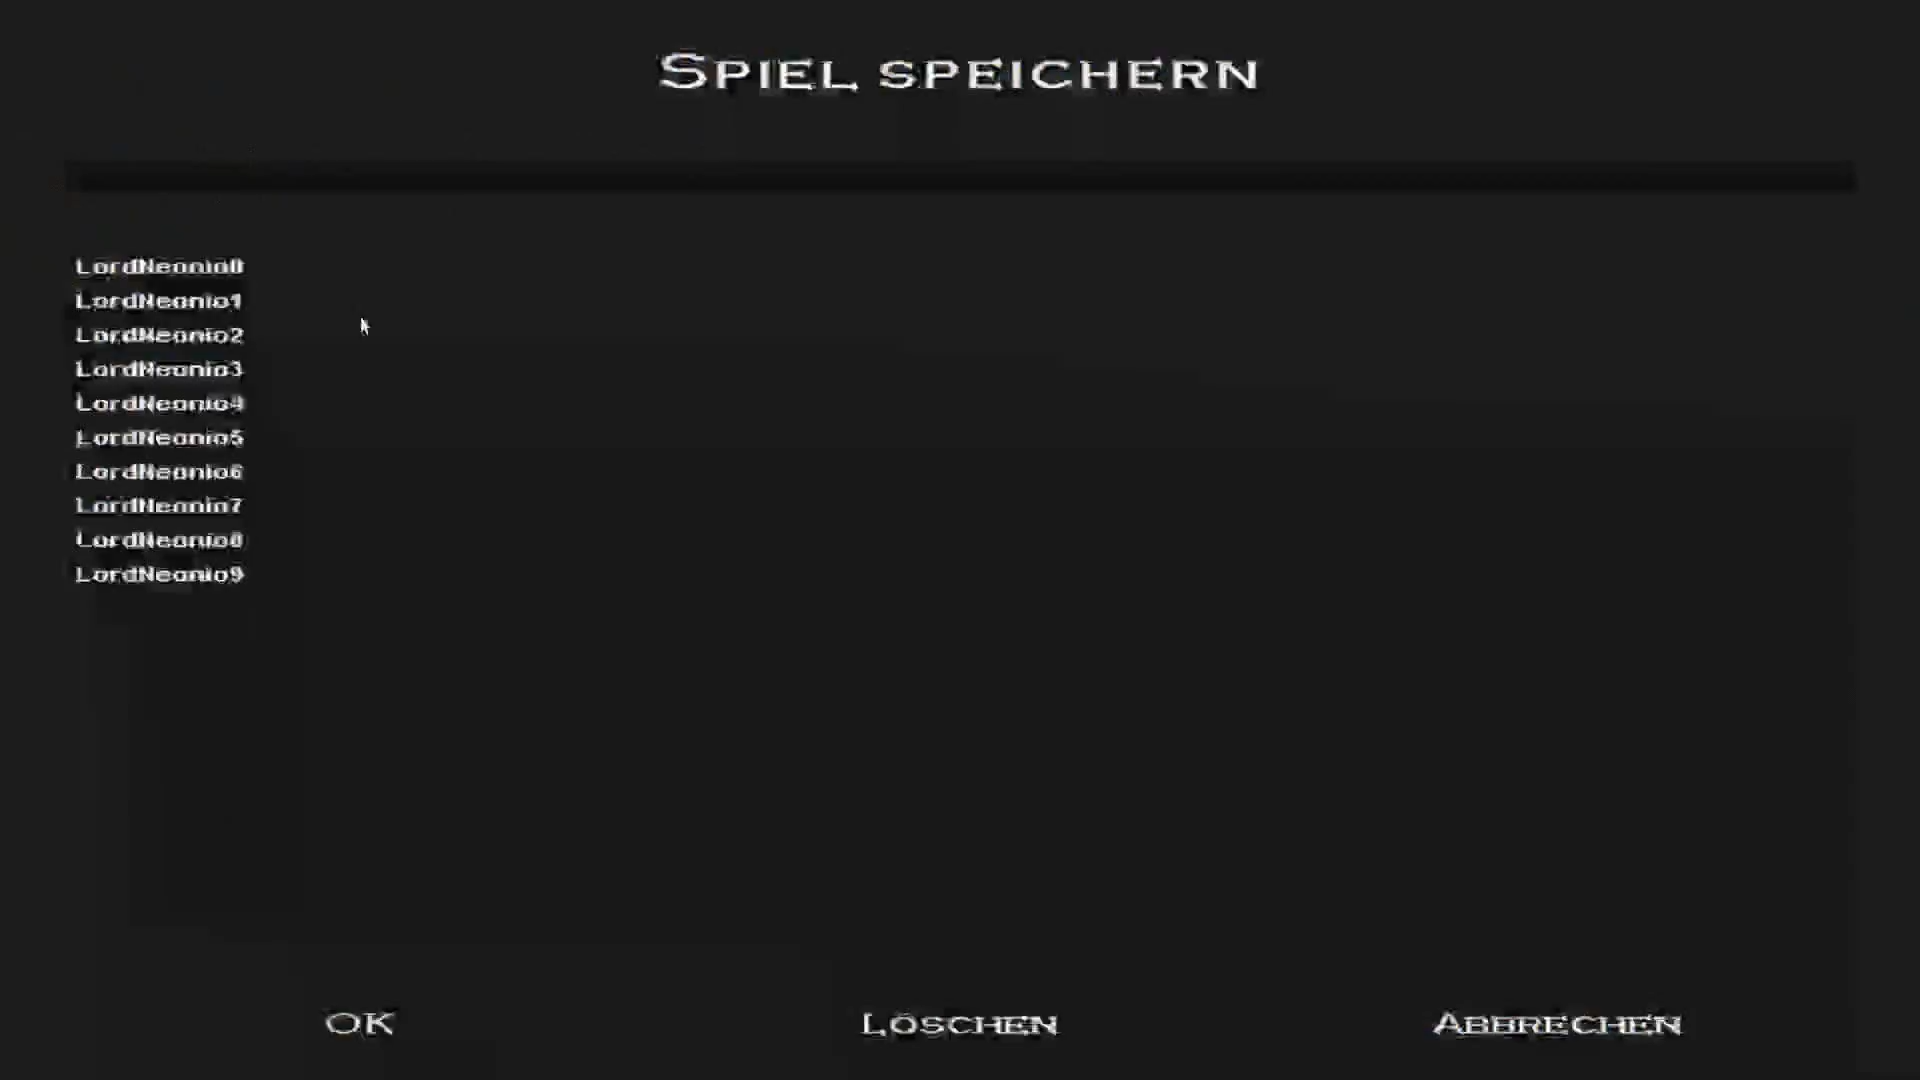 Spiel speichern
LordNeonio0
LordNeonio1
LordNeonio2
LordNeonio3
LordNeonio4
LordNeonio5
LordNeonio6
LordNeonio7
LordNeonio8
LordNeonio9
OK Löschen Abbrechen